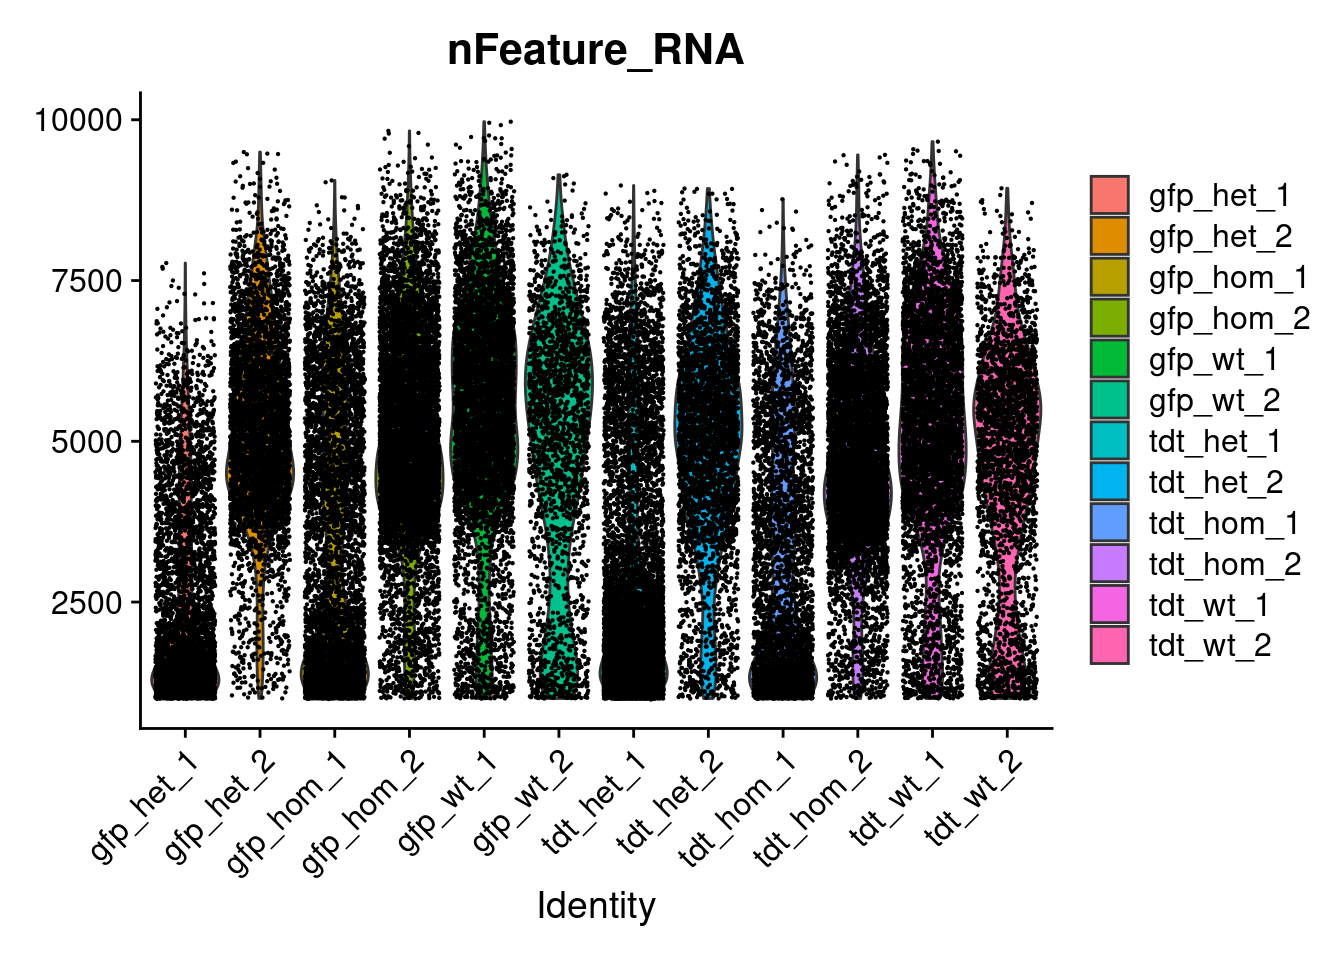 nFeature_RNA
10000
7500
5000
2500
gfp_het_1
gfp_het_2
gfp_hom_1
gfp_hom_2
gfp_wt_1
gfp_wt_2
tdt_het_1
tdt_het_2
tdt_hom_1
tdt_hom_2
tdt_wt_1
tdt_wt_2
Identity
gfp_het_1
gfp_het_2
gfp_hom_1
gfp_hom_2
gfp_wt_1
gfp_wt_2
tdt_het_1
tdt_het_2
tdt_hom_1
tdt_hom_2
tdt_wt_1
tdt_wt_2